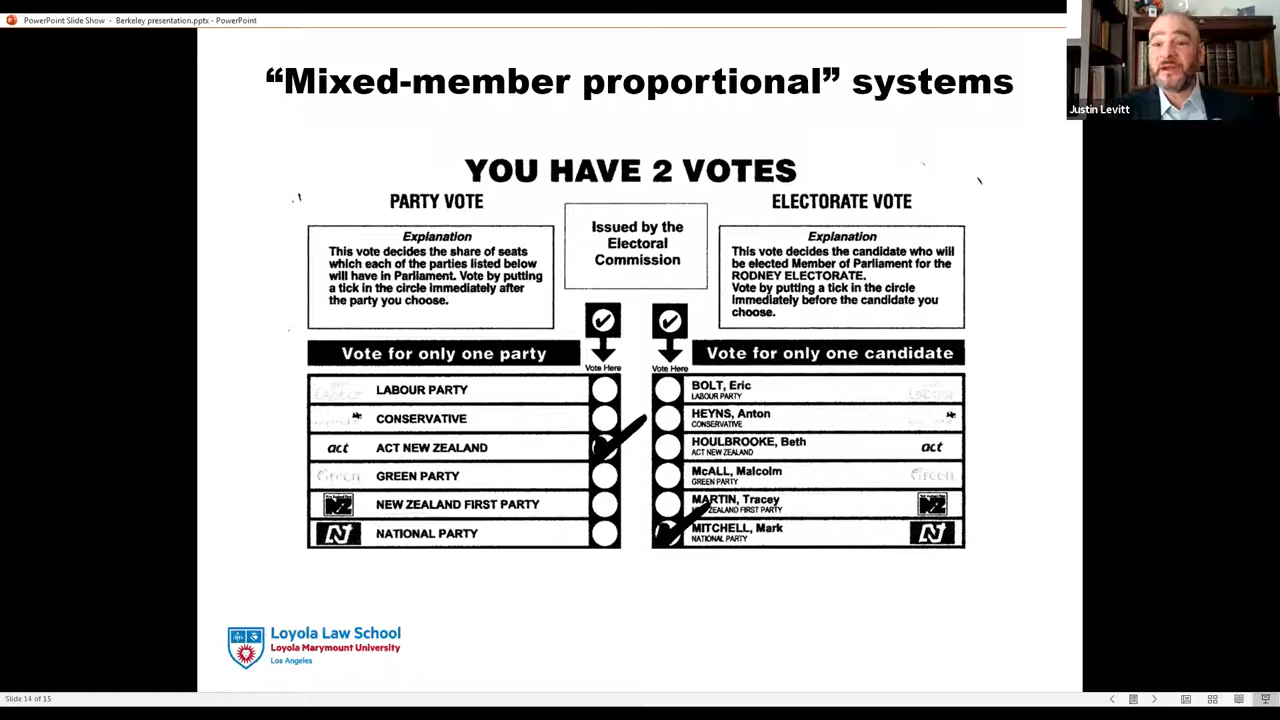 PowerPoint Slide Show - Berkeley presentation.pptx - PowerPoint
Justin Levitt
“Mixed-member proportional” systems
YOU HAVE 2 VOTES
PARTY VOTE
Explanation
This vote decides the share of seats
which each of the parties listed below
will have in Parliament. Vote by putting
a tick in the circle immediately after
the party you choose.
Issued by the
Electoral
Commission
ELECTORATE VOTE
Explanation
This vote decides the candidate who will
be elected Member of Parliament for the
RODNEY ELECTORATE.
Vote by putting a tick in the circle
immediately before the candidate you
choose.
Vote for only one party
Vote Here
Vote Here
Vote for only one candidate
LABOUR PARTY
CONSERVATIVE
act ACT NEW ZEALAND
Green GREEN PARTY
NZ NEW ZEALAND FIRST PARTY
N NATIONAL PARTY
BOLT, Eric
LABOUR PARTY
HEYNS, Anton
CONSERVATIVE
HOULBROOKE, Beth
ACT NEW ZEALAND
act
McALL, Malcolm
GREEN PARTY
Green
MARTIN, Tracey
ZEALAND FIRST PARTY
NZ
MITCHELL, Mark
NATIONAL PARTY
N
Loyola Law School
Loyola Marymount University
Los Angeles
Slide 14 of 15